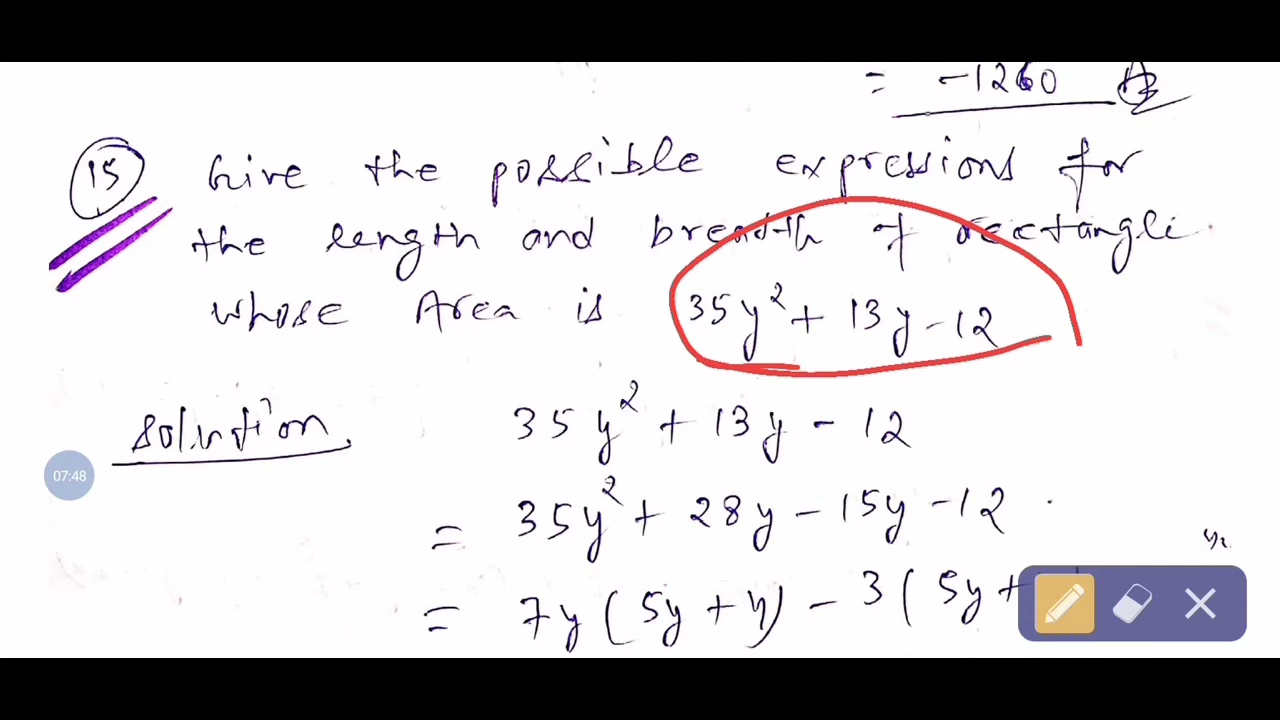 = -1260 A
15 Give the possible expressions for
the length and breadth of rectangle
whose Area is 35y² + 13y - 12
Solution, 35y² + 13y - 12
07:48
= 35y² + 28y - 15y - 12
= 7y (5y + 4) - 3 ( 5y +